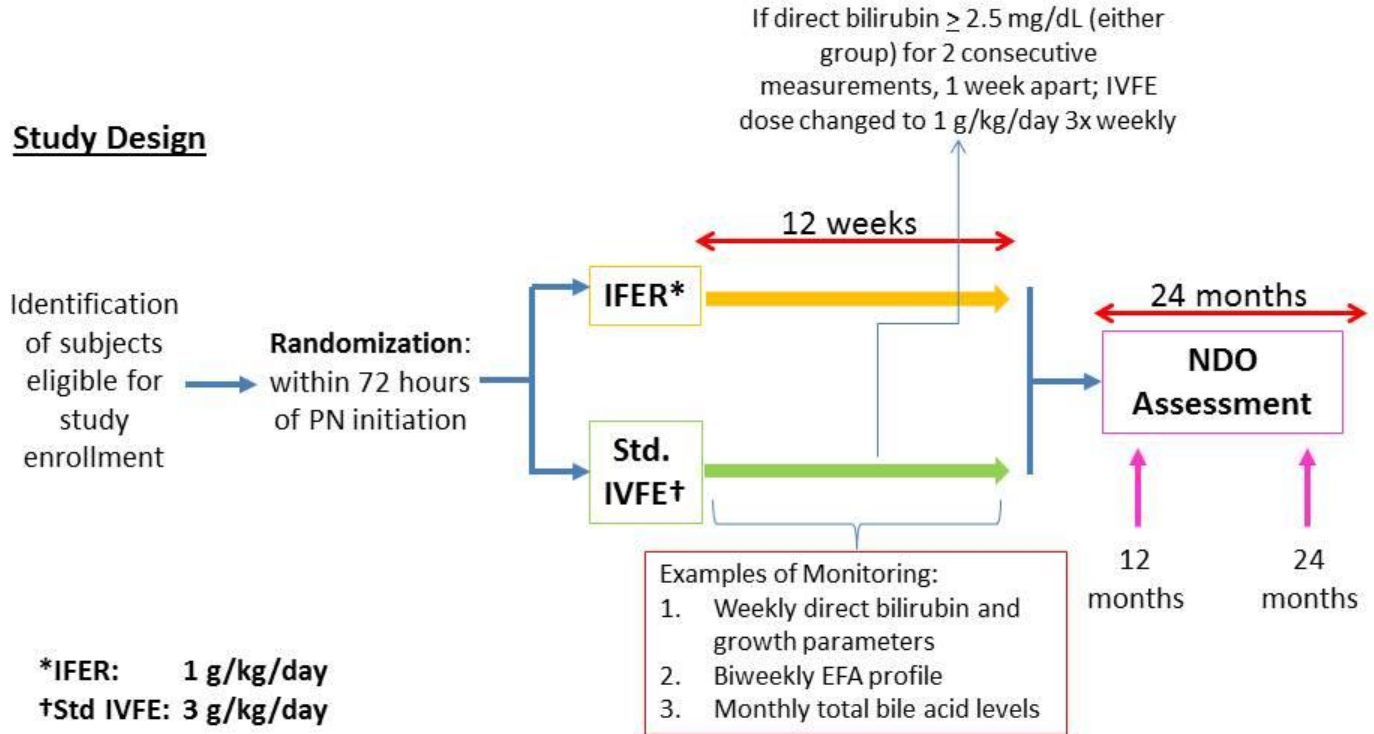 If direct bilirubin ≥ 2.5 mg/dL (either
group) for 2 consecutive
measurements, 1 week apart; IVFE
dose changed to 1 g/kg/day 3x weekly
Study Design
12 weeks
Identification
of subjects
eligible for
study
enrollment
Randomization:
within 72 hours
of PN initiation
IFER*
Std.
IVFE†
24 months
NDO
Assessment
12
months
24
months
Examples of Monitoring:
1. Weekly direct bilirubin and
growth parameters
2. Biweekly EFA profile
3. Monthly total bile acid levels
*IFER: 1 g/kg/day
†Std IVFE: 3 g/kg/day